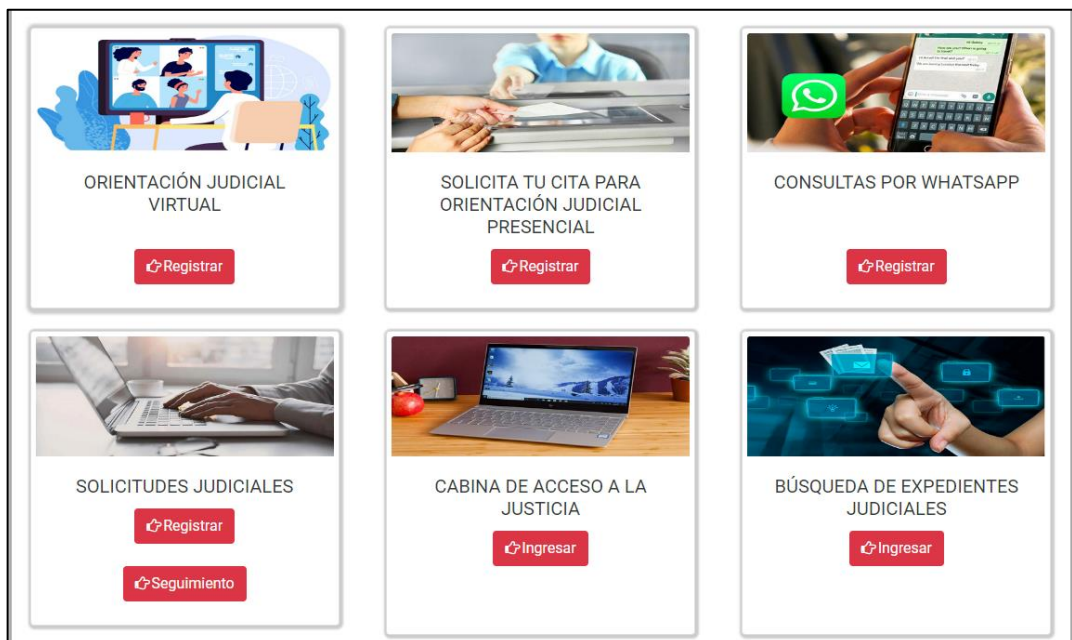 ORIENTACIÓN JUDICIAL
VIRTUAL
Registrar
SOLICITA TU CITA PARA
ORIENTACIÓN JUDICIAL
PRESENCIAL
Registrar
CONSULTAS POR WHATSAPP
Registrar
SOLICITUDES JUDICIALES
Registrar
Seguimiento
CABINA DE ACCESO A LA
JUSTICIA
Ingresar
BÚSQUEDA DE EXPEDIENTES
JUDICIALES
Ingresar